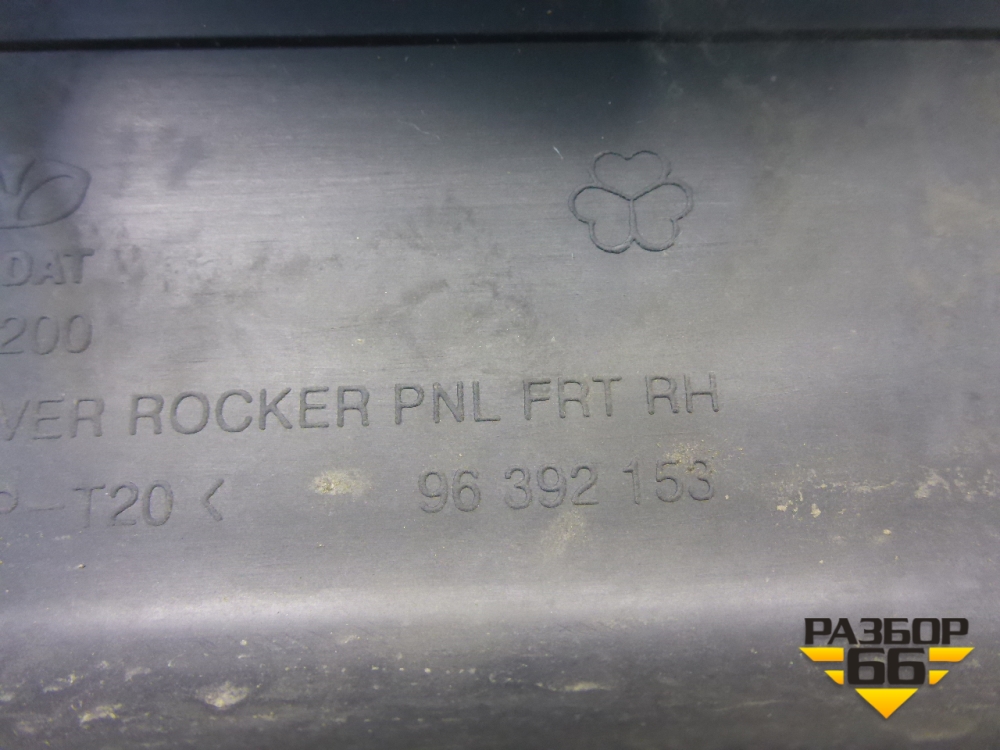 DAT
200
VER ROCKER PNL FRT RH
P-T20< 96 392 153
РАЗБОР
66